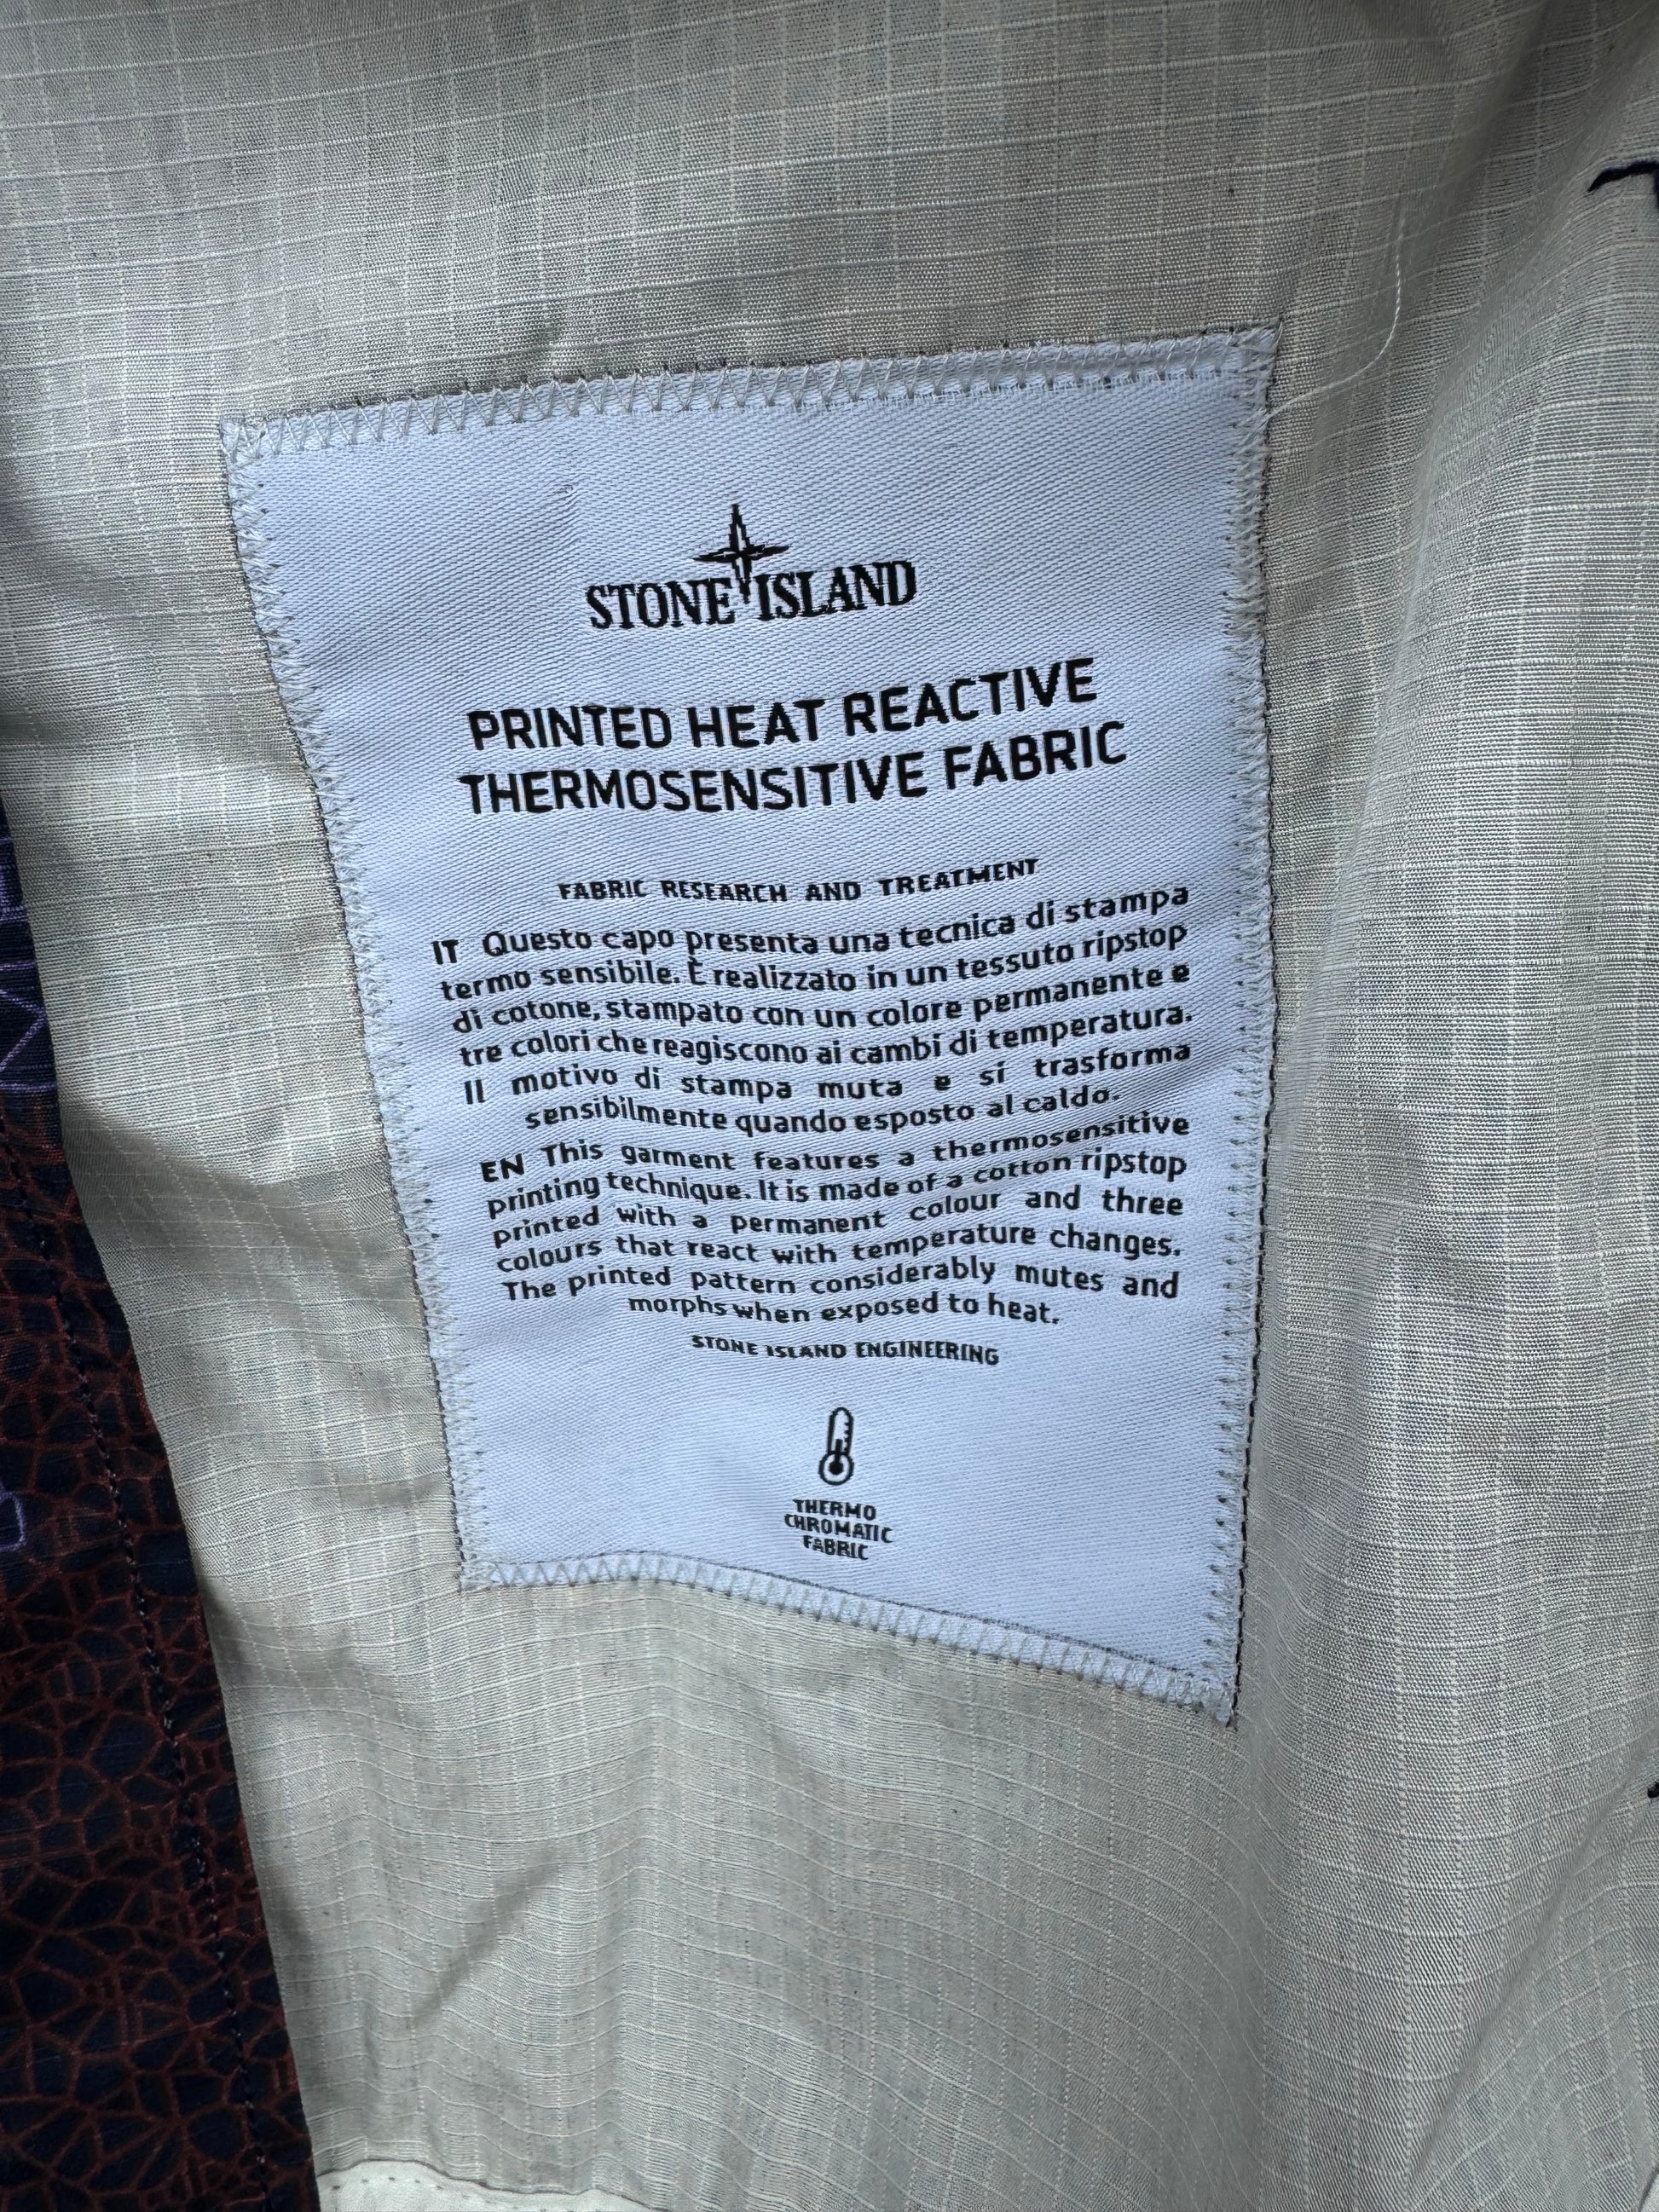 STONE ISLAND
PRINTED HEAT REACTIVE
THERMOSENSITIVE FABRIC
FABRIC RESEARCH AND TREATMENT
IT Questo capo presenta una tecnica di stampa
termo sensibile. È realizzato in un tessuto ripstop
di cotone, stampato con un colore permanente e
tre colori che reagiscono ai cambi di temperatura.
Il motivo di stampa muta e si trasforma
sensibilmente quando esposto al caldo.
EN This garment features a thermosensitive
printing technique. It is made of a cotton ripstop
printed with a permanent colour and three
colours that react with temperature changes.
The printed pattern considerably mutes and
morphs when exposed to heat.
STONE ISLAND ENGINEERING
THERMO
CHROMATIC
FABRIC